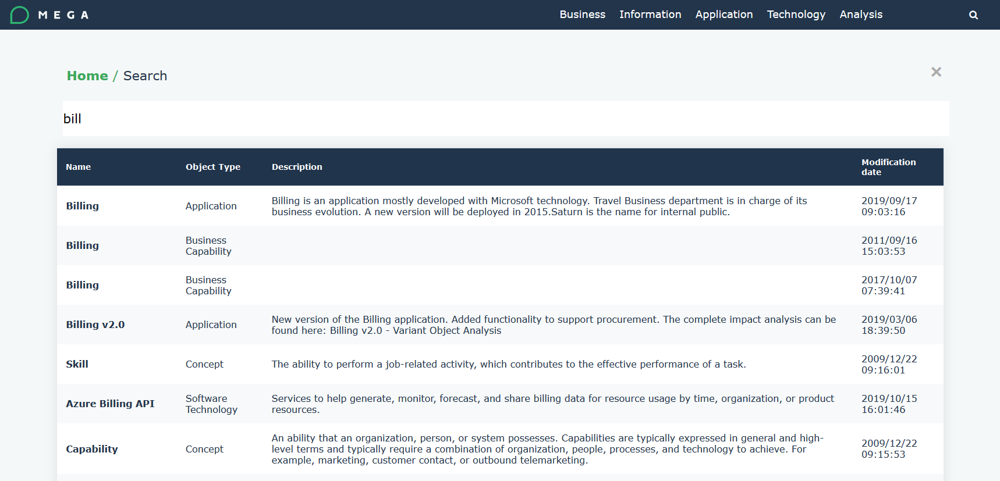 MEGA
Business Information Application Technology Analysis
Home / Search
×
bill
Name Object Type Description Modification date
Billing Application Billing is an application mostly developed with Microsoft technology. Travel Business department is in charge of its 2019/09/17
business evolution. A new version will be deployed in 2015.Saturn is the name for internal public. 09:03:16
Billing Business Capability 2011/09/16 15:03:53
Billing Business Capability 2017/10/07 07:39:41
Billing v2.0 Application New version of the Billing application. Added functionality to support procurement. The complete impact analysis can be 2019/03/06
found here: Billing v2.0 - Variant Object Analysis 18:39:50
Skill Concept The ability to perform a job-related activity, which contributes to the effective performance of a task. 2009/12/22 09:16:01
Azure Billing API Software Technology Services to help generate, monitor, forecast, and share billing data for resource usage by time, organization, or product 2019/10/15
resources. 16:01:46
Capability Concept An ability that an organization, person, or system possesses. Capabilities are typically expressed in general and high-
level terms and typically require a combination of organization, people, processes, and technology to achieve. For 2009/12/22
example, marketing, customer contact, or outbound telemarketing. 09:15:53